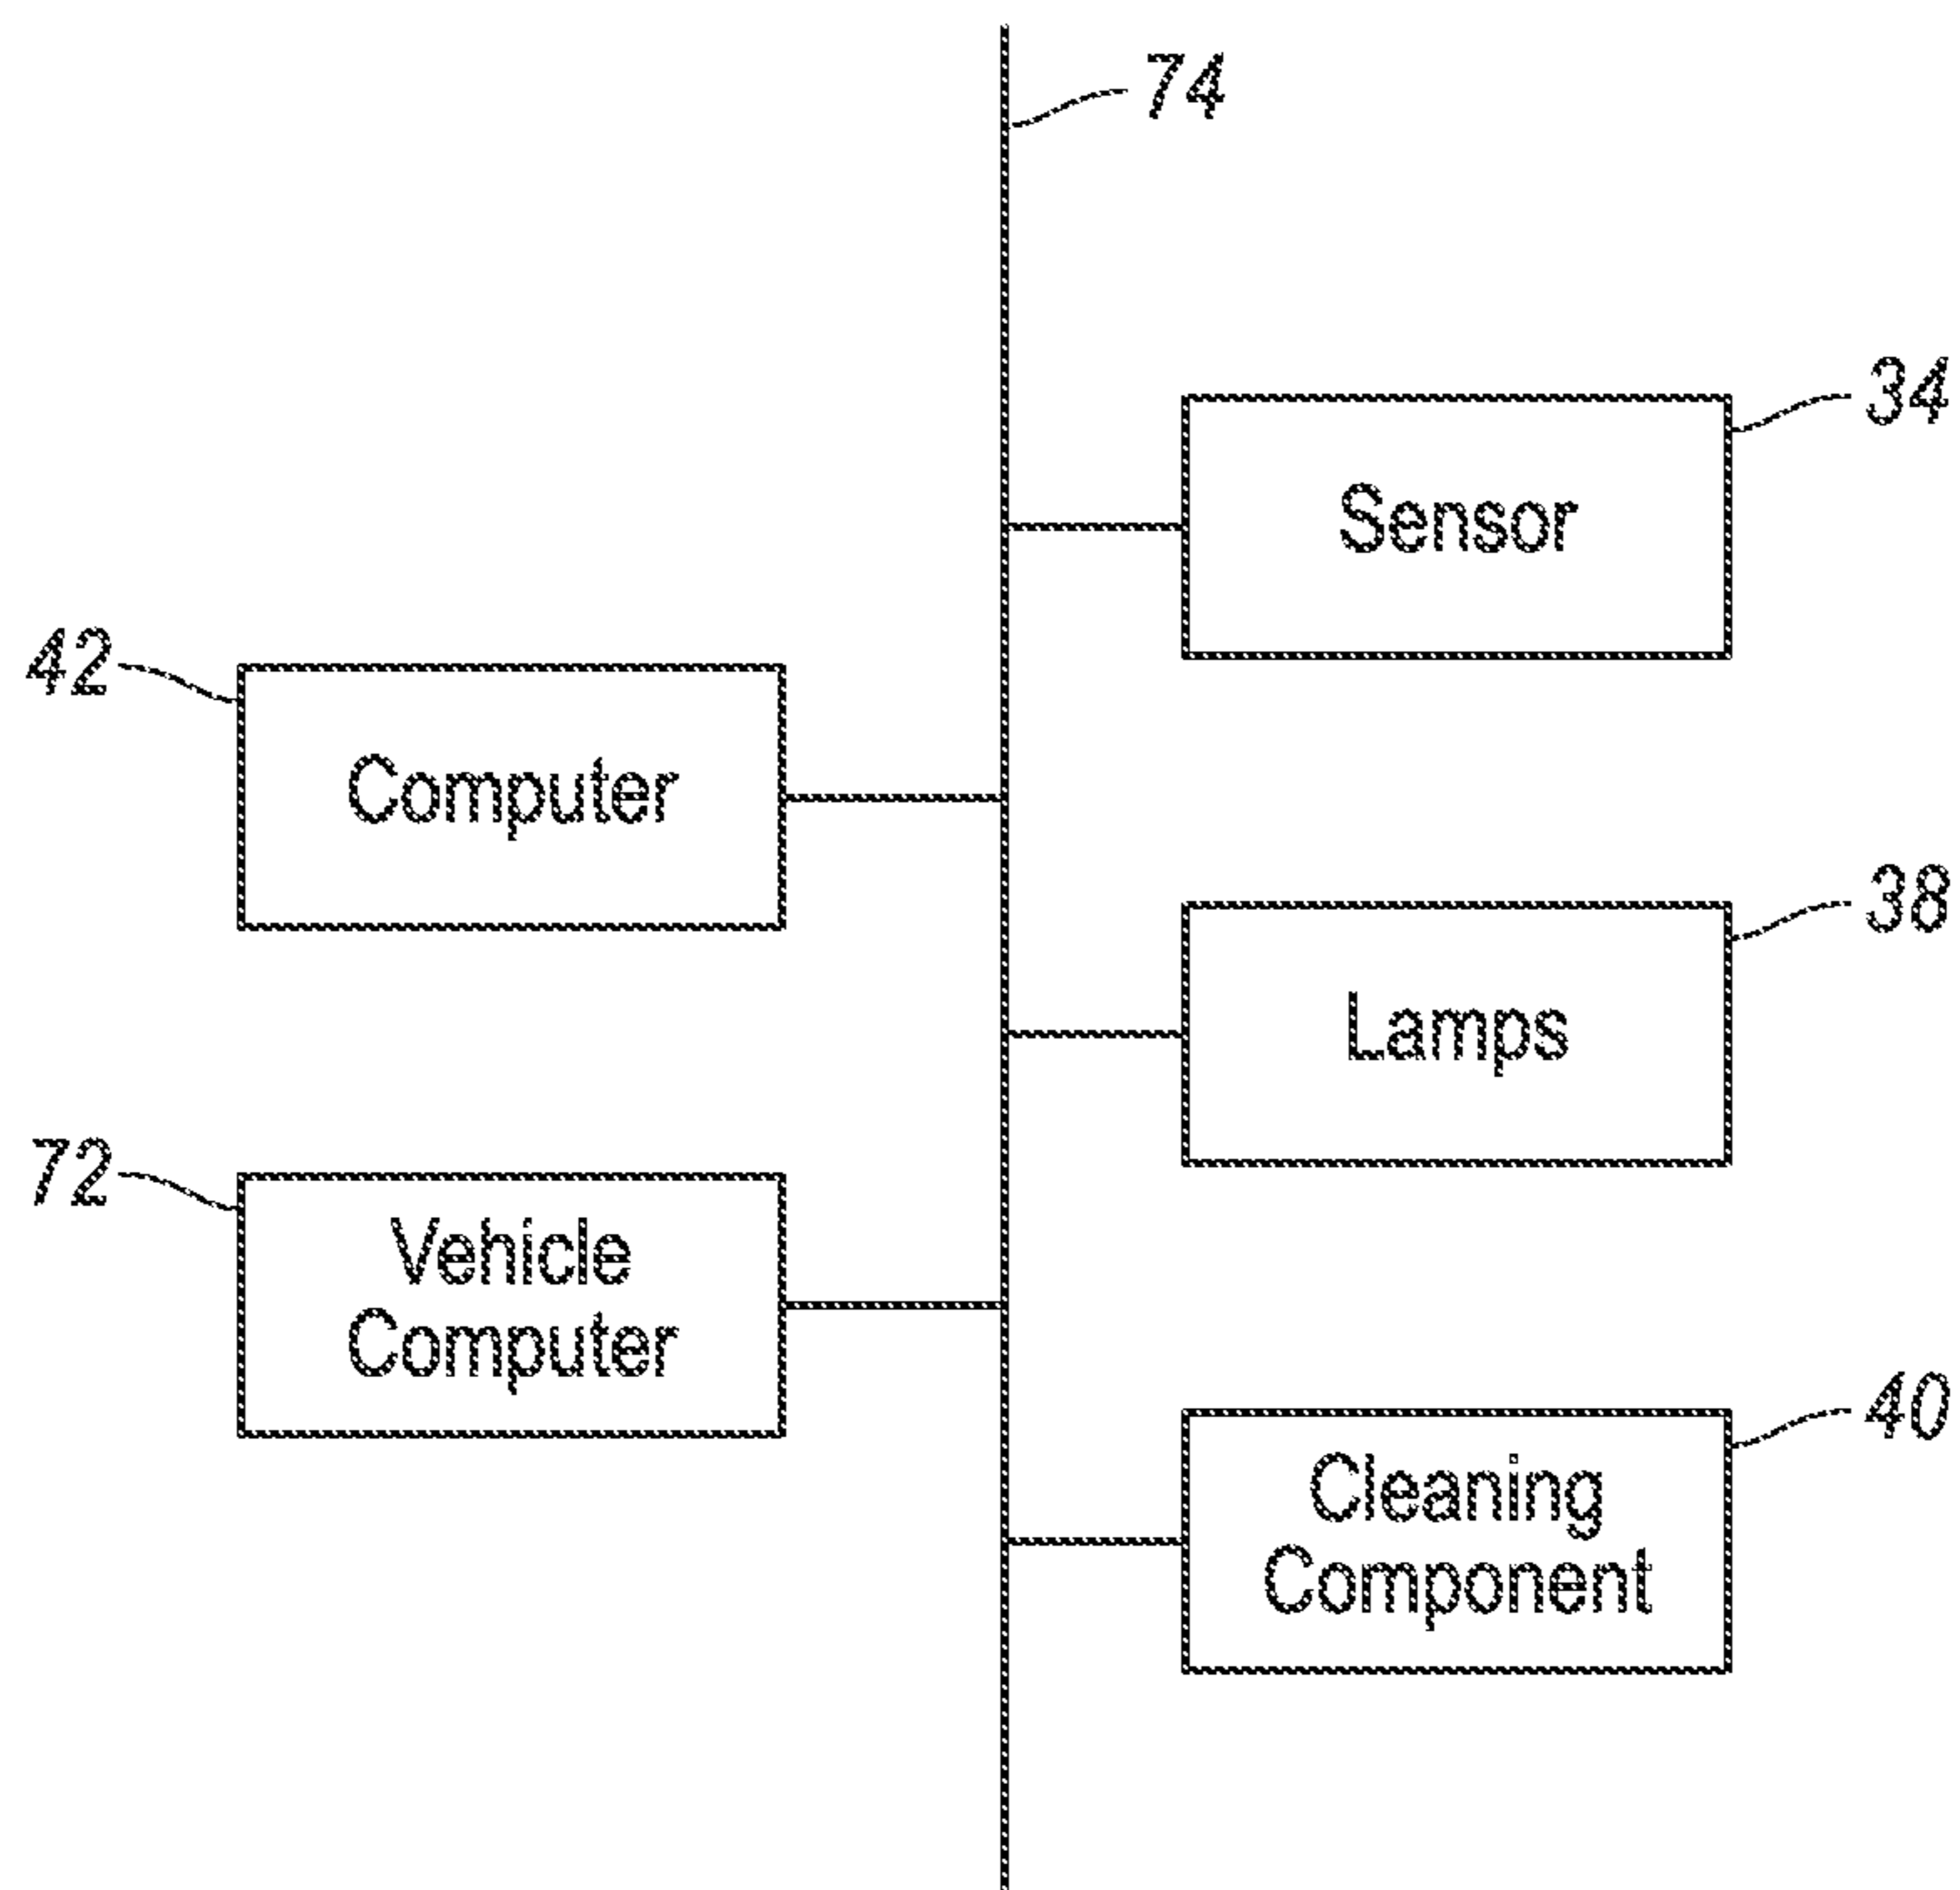 74
34
Sensor
42
Computer
38
Lamps
72
Vehicle
Computer
40
Cleaning
Component